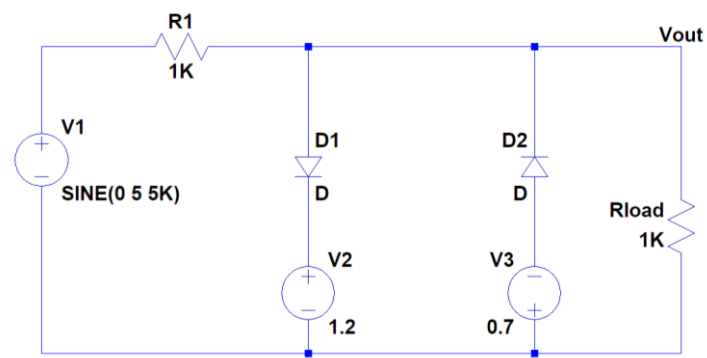 R1
1K
Vout
V1
SINE(0 5 5K)
D1
D
D2
D
Rload
1K
V2
1.2
V3
0.7